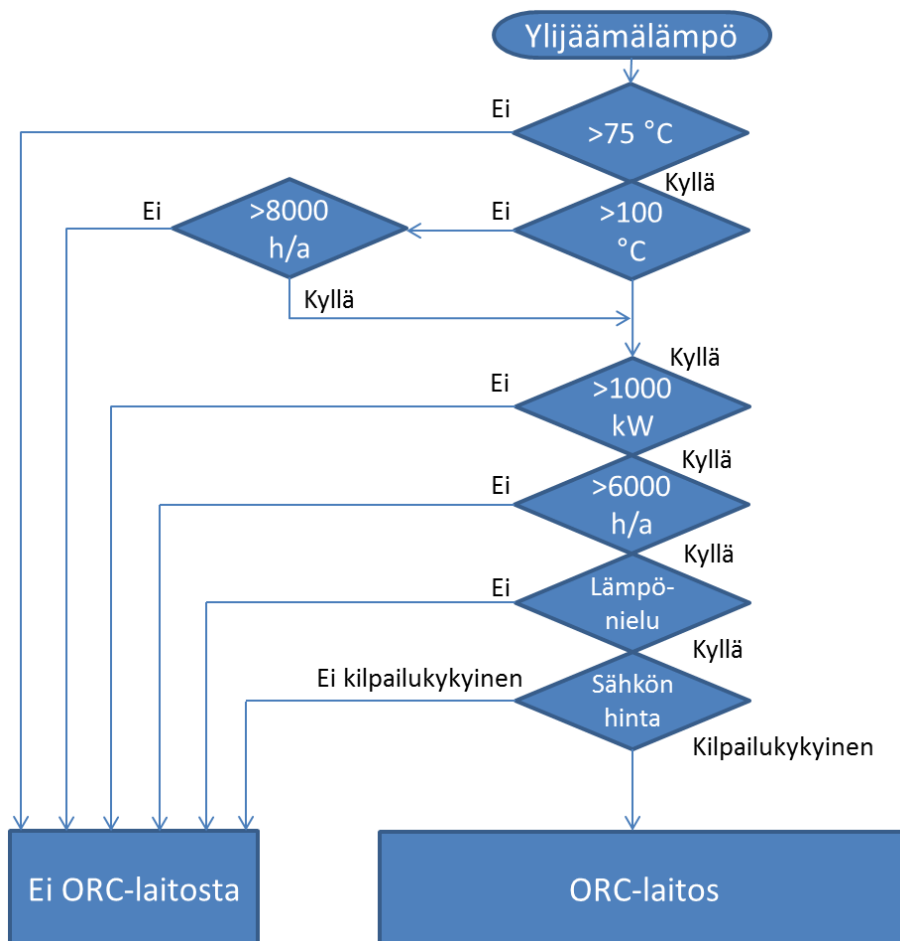 Ylijäämälämpö
Ei
>75 °C
Kyllä
Ei
>8000
h/a
Ei
>100
°C
Kyllä
Kyllä
Ei
>1000
kW
Kyllä
Ei
>6000
h/a
Kyllä
Ei
Lämpö-
nielu
Kyllä
Ei kilpailukykyinen
Sähkön
hinta
Kilpailukykyinen
Ei ORC-laitosta
ORC-laitos